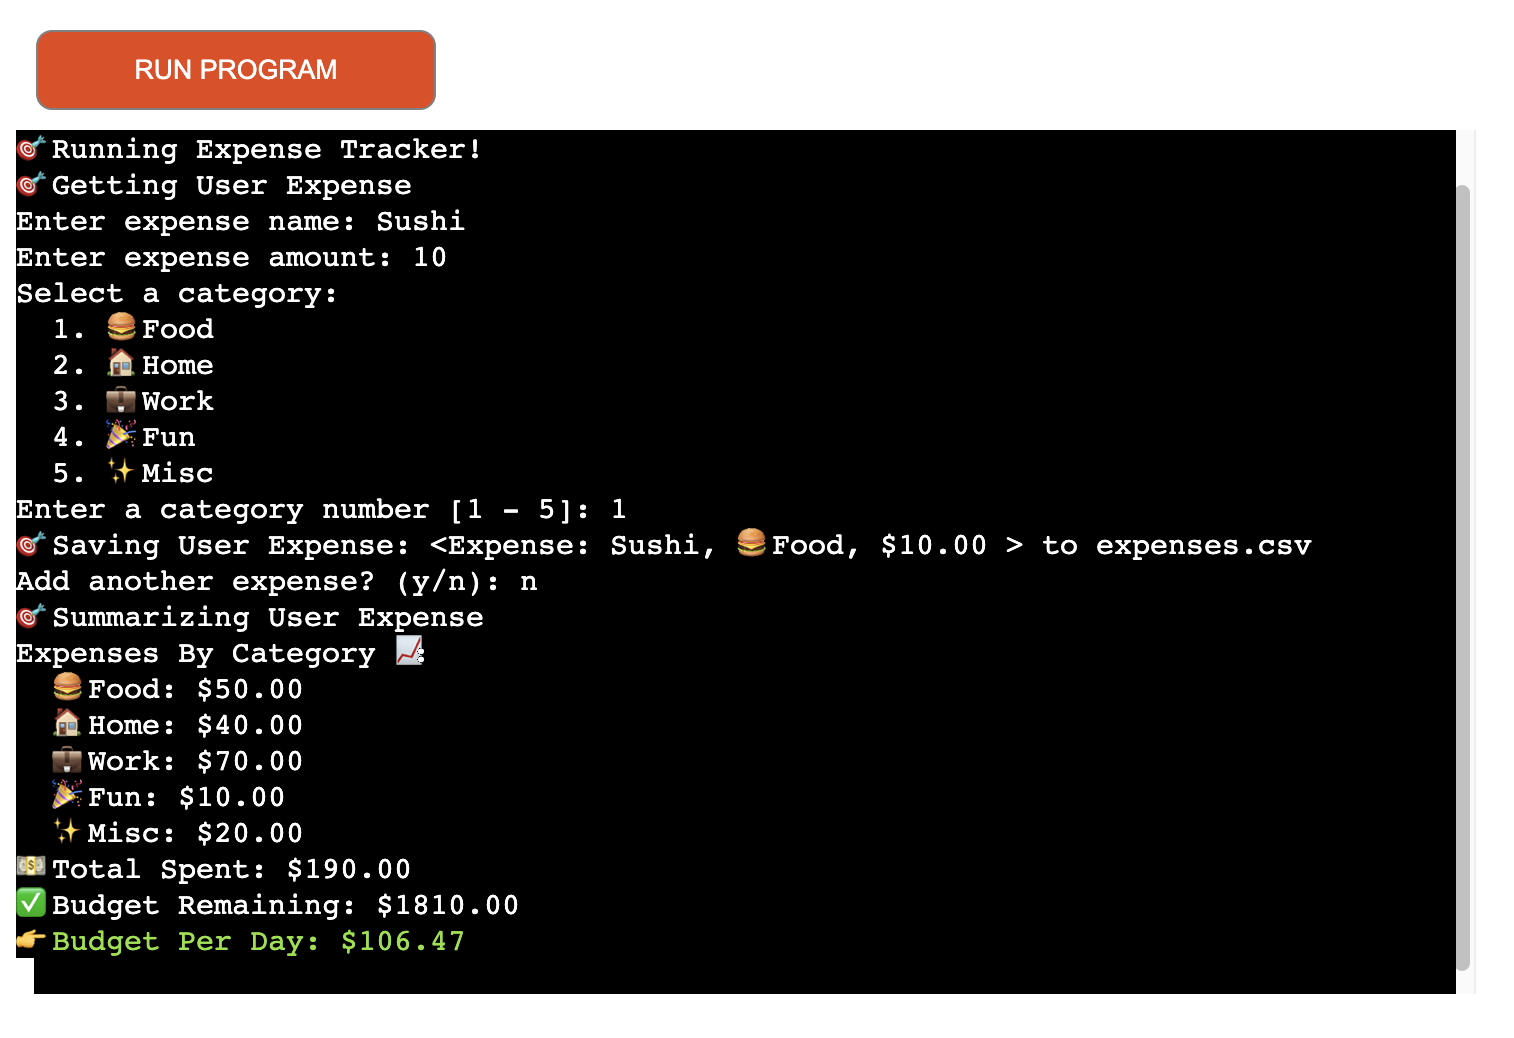 RUN PROGRAM
🎯 Running Expense Tracker!
🎯 Getting User Expense
Enter expense name: Sushi
Enter expense amount: 10
Select a category:
  1. 🍔 Food
  2. 🏠 Home
  3. 💼 Work
  4. 🎉 Fun
  5. ✨ Misc
Enter a category number [1 - 5]: 1
🎯 Saving User Expense: <Expense: Sushi, 🍔 Food, $10.00 > to expenses.csv
Add another expense? (y/n): n
🎯 Summarizing User Expense
Expenses By Category 📈:
  🍔 Food: $50.00
  🏠 Home: $40.00
  💼 Work: $70.00
  🎉 Fun: $10.00
  ✨ Misc: $20.00
💵 Total Spent: $190.00
✅ Budget Remaining: $1810.00
👉 Budget Per Day: $106.47